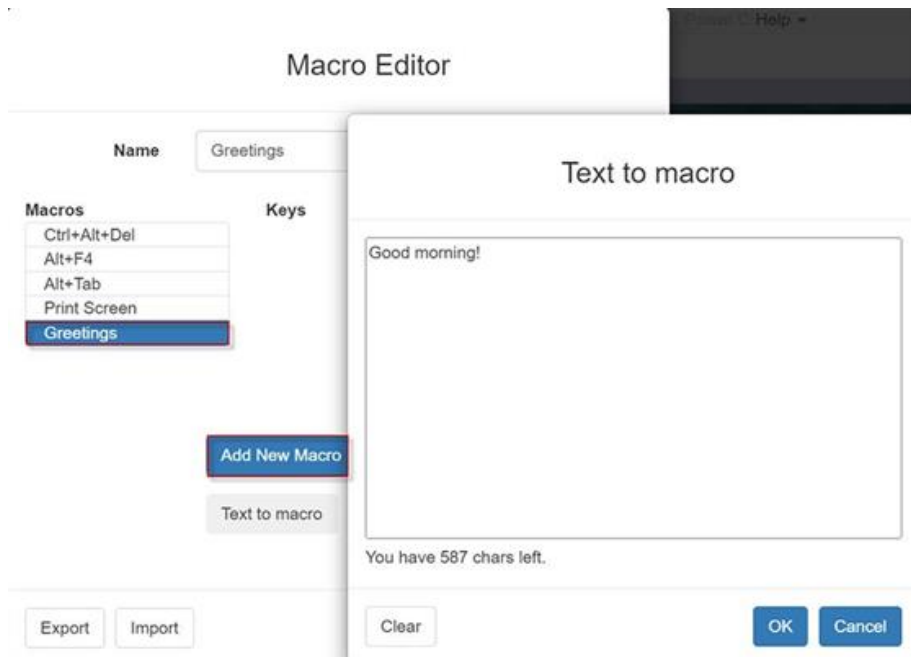 Help
Macro Editor
Name
Greetings
Macros
Keys
Ctrl+Alt+Del
Alt+F4
Alt+Tab
Print Screen
Greetings
Add New Macro
Text to macro
Export
Import
Text to macro
Good morning!
You have 587 chars left.
Clear
OK
Cancel